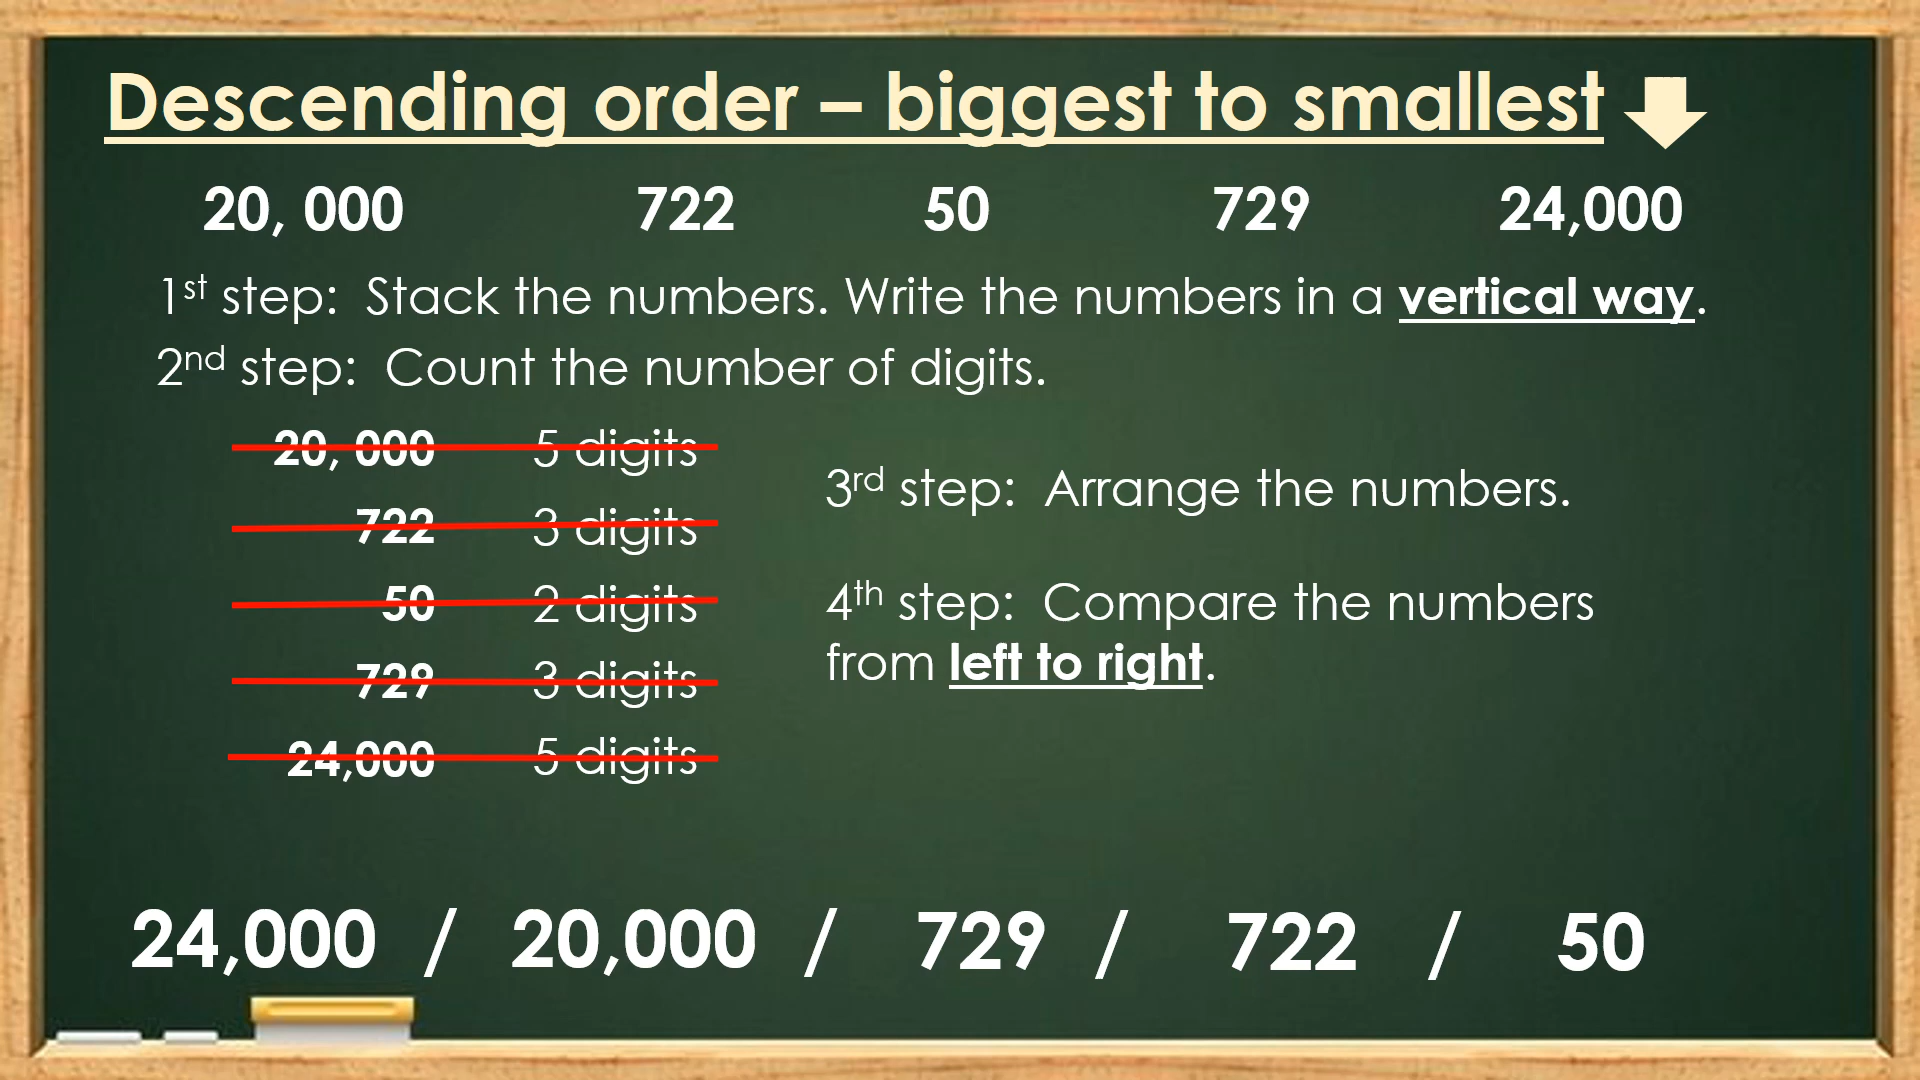 Descending order – biggest to smallest
20, 000 722 50 729 24,000
1st step: Stack the numbers. Write the numbers in a vertical way.
2nd step: Count the number of digits.
20, 000 5 digits
722 3 digits
50 2 digits
729 3 digits
24,000 5 digits
3rd step: Arrange the numbers.
4th step: Compare the numbers
from left to right.
24,000 / 20,000 / 729 / 722 / 50